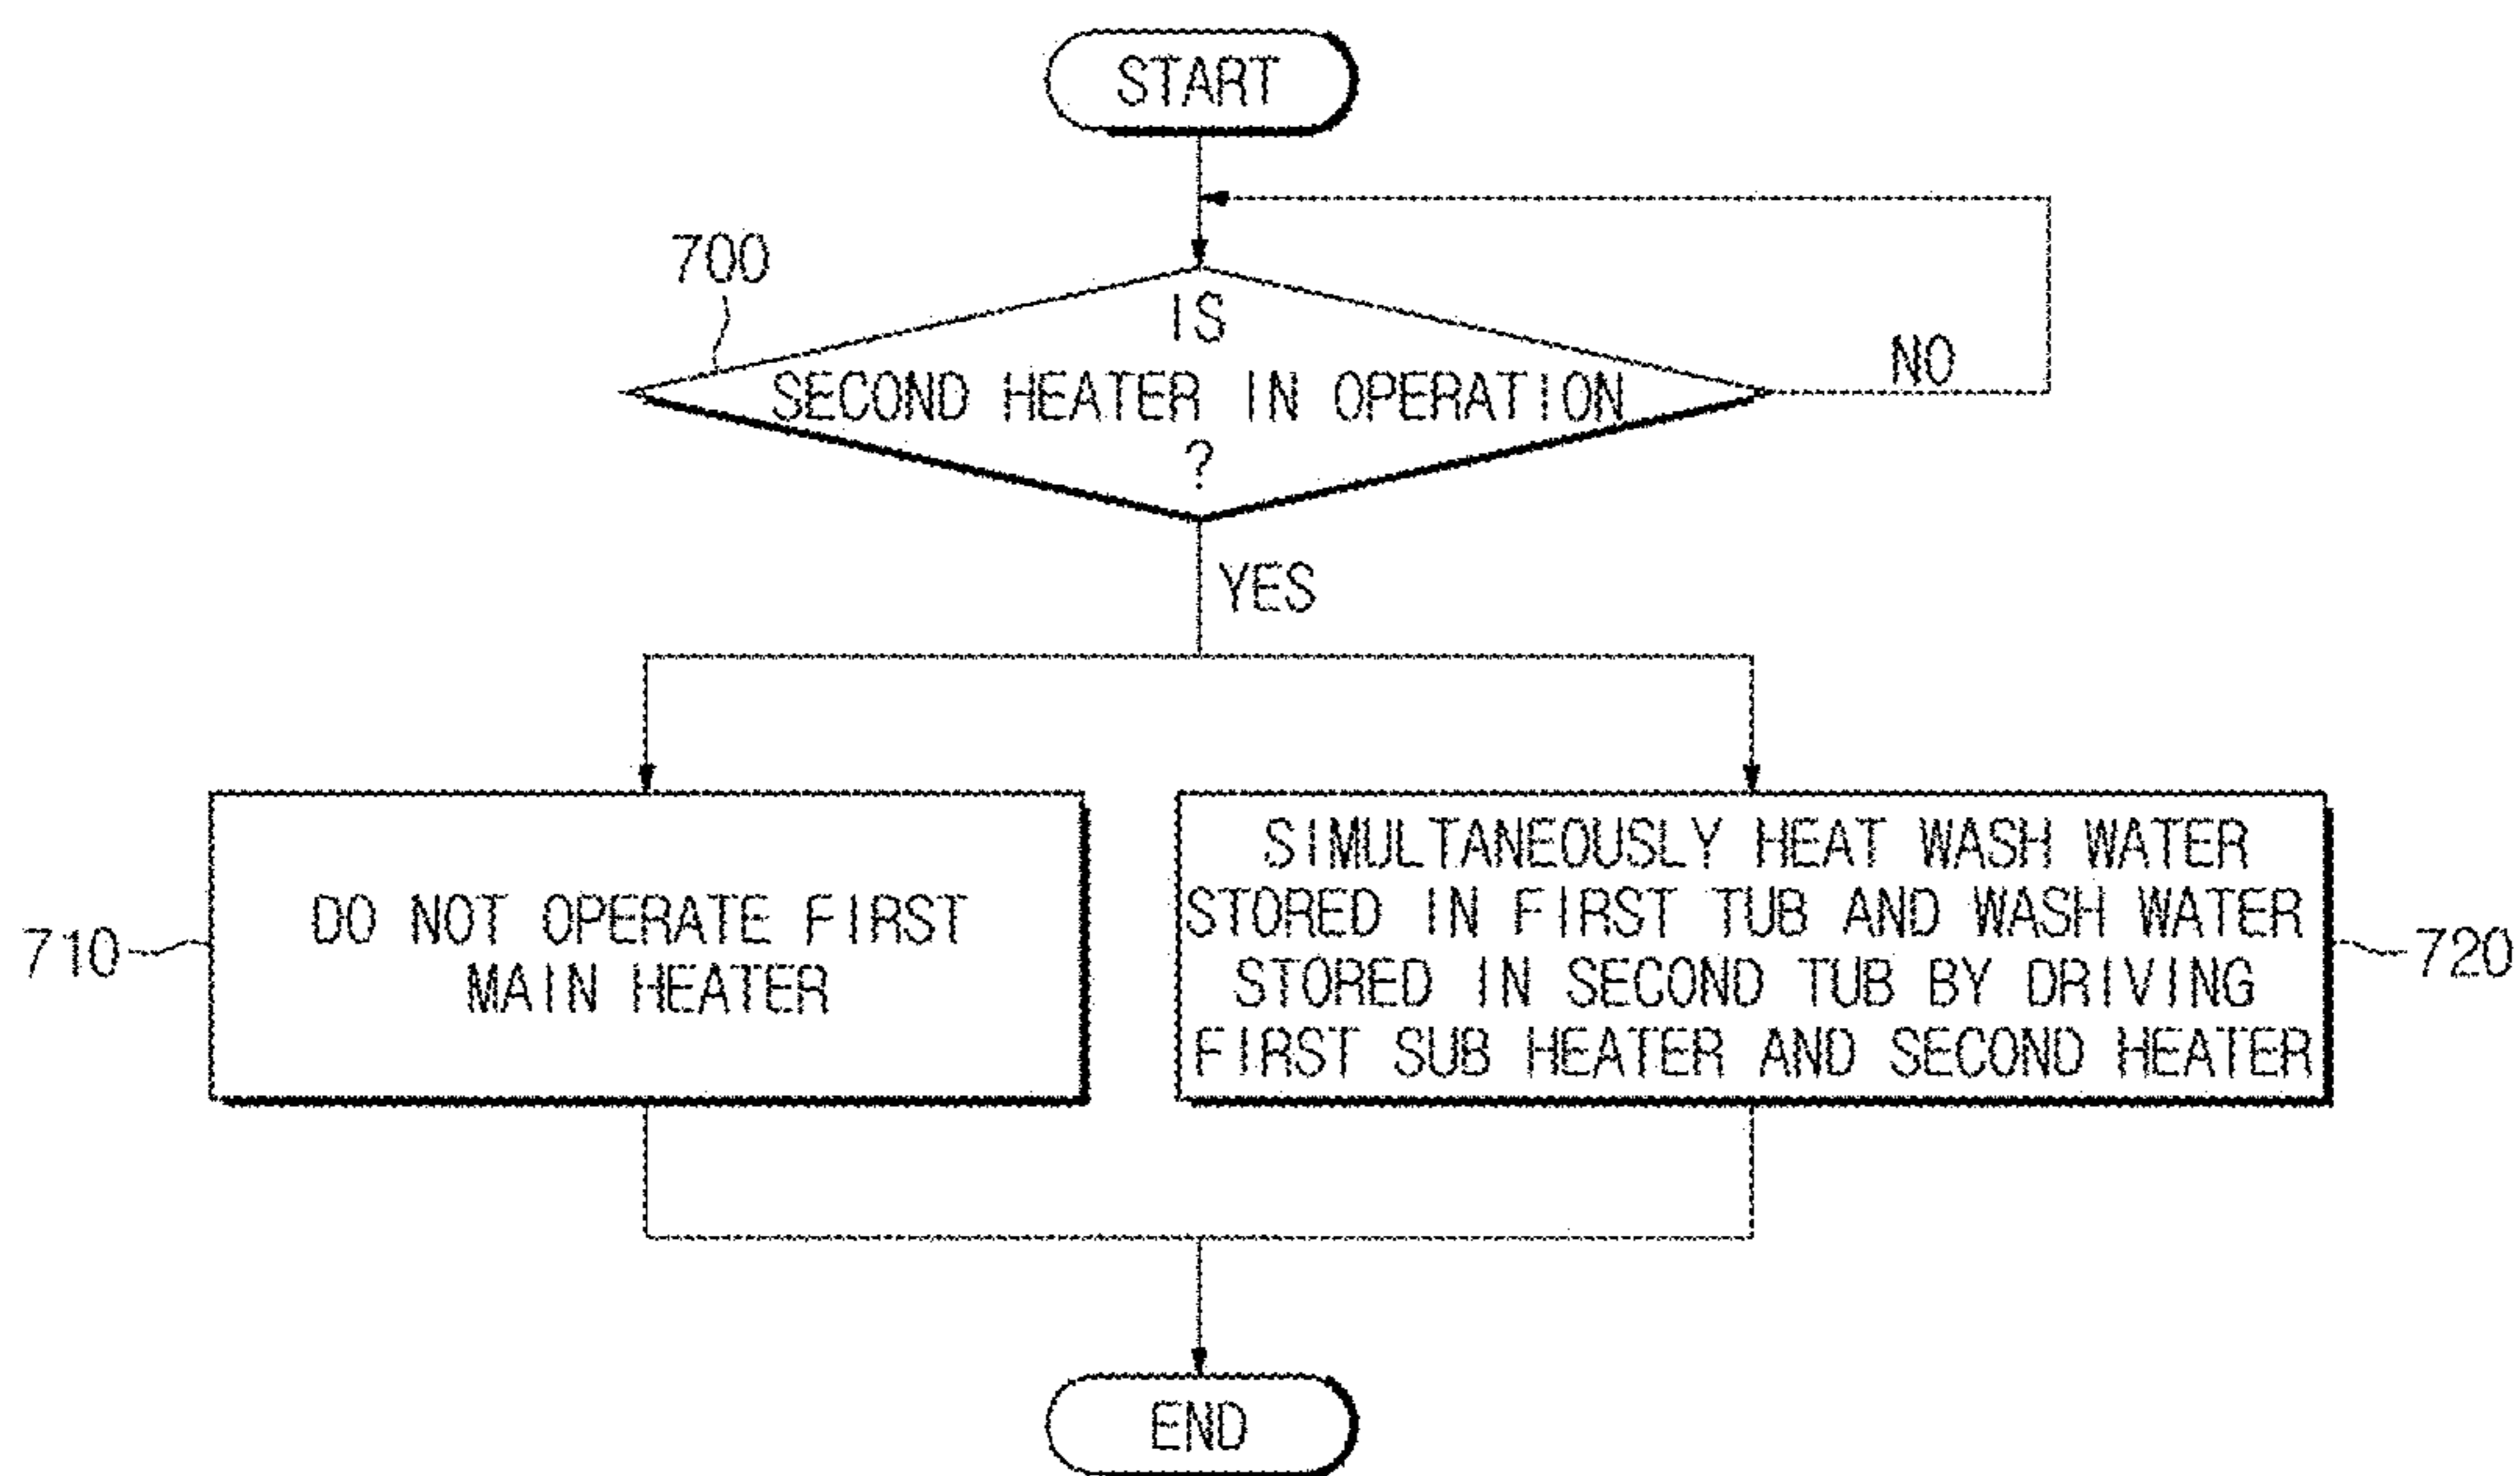 START
700
IS
SECOND HEATER IN OPERATION
?
NO
YES
DO NOT OPERATE FIRST
MAIN HEATER
710
SIMULTANEOUSLY HEAT WASH WATER
STORED IN FIRST TUB AND WASH WATER
STORED IN SECOND TUB BY DRIVING
FIRST SUB HEATER AND SECOND HEATER
720
END